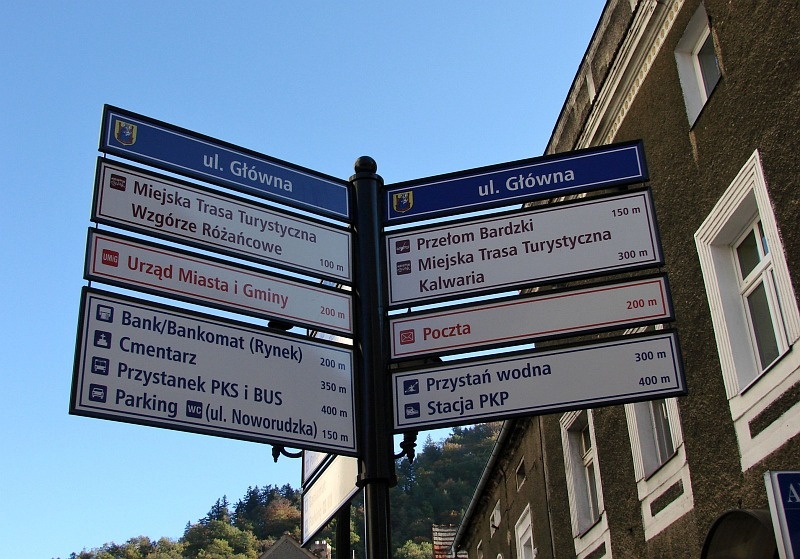 ul. Główna
Miejska Trasa Turystyczna
Wzgórze Różańcowe 100 m
UMiG Urząd Miasta i Gminy 200 m
Bank/Bankomat (Rynek) 200 m
Cmentarz 350 m
Przystanek PKS i BUS 400 m
Parking WC (ul. Noworudzka) 150 m
ul. Główna
Przełom Bardzki 150 m
Miejska Trasa Turystyczna 300 m
Kalwaria
Poczta 200 m
Przystań wodna 300 m
Stacja PKP 400 m
A